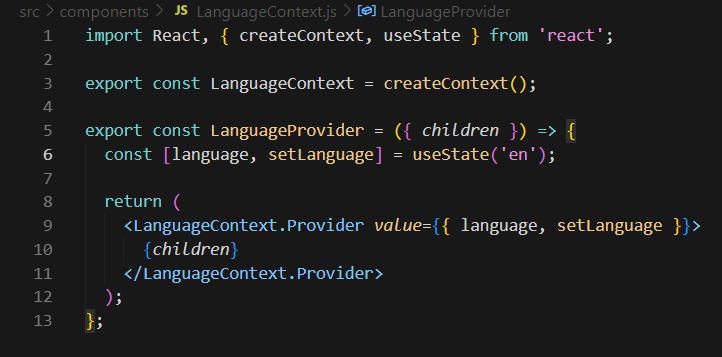 src > components > JS LanguageContext.js > LanguageProvider
1 import React, { createContext, useState } from 'react';
2
3 export const LanguageContext = createContext();
4
5 export const LanguageProvider = ({ children }) => {
6   const [language, setLanguage] = useState('en');
7
8   return (
9     <LanguageContext.Provider value={{ language, setLanguage }}>
10       {children}
11     </LanguageContext.Provider>
12   );
13 };